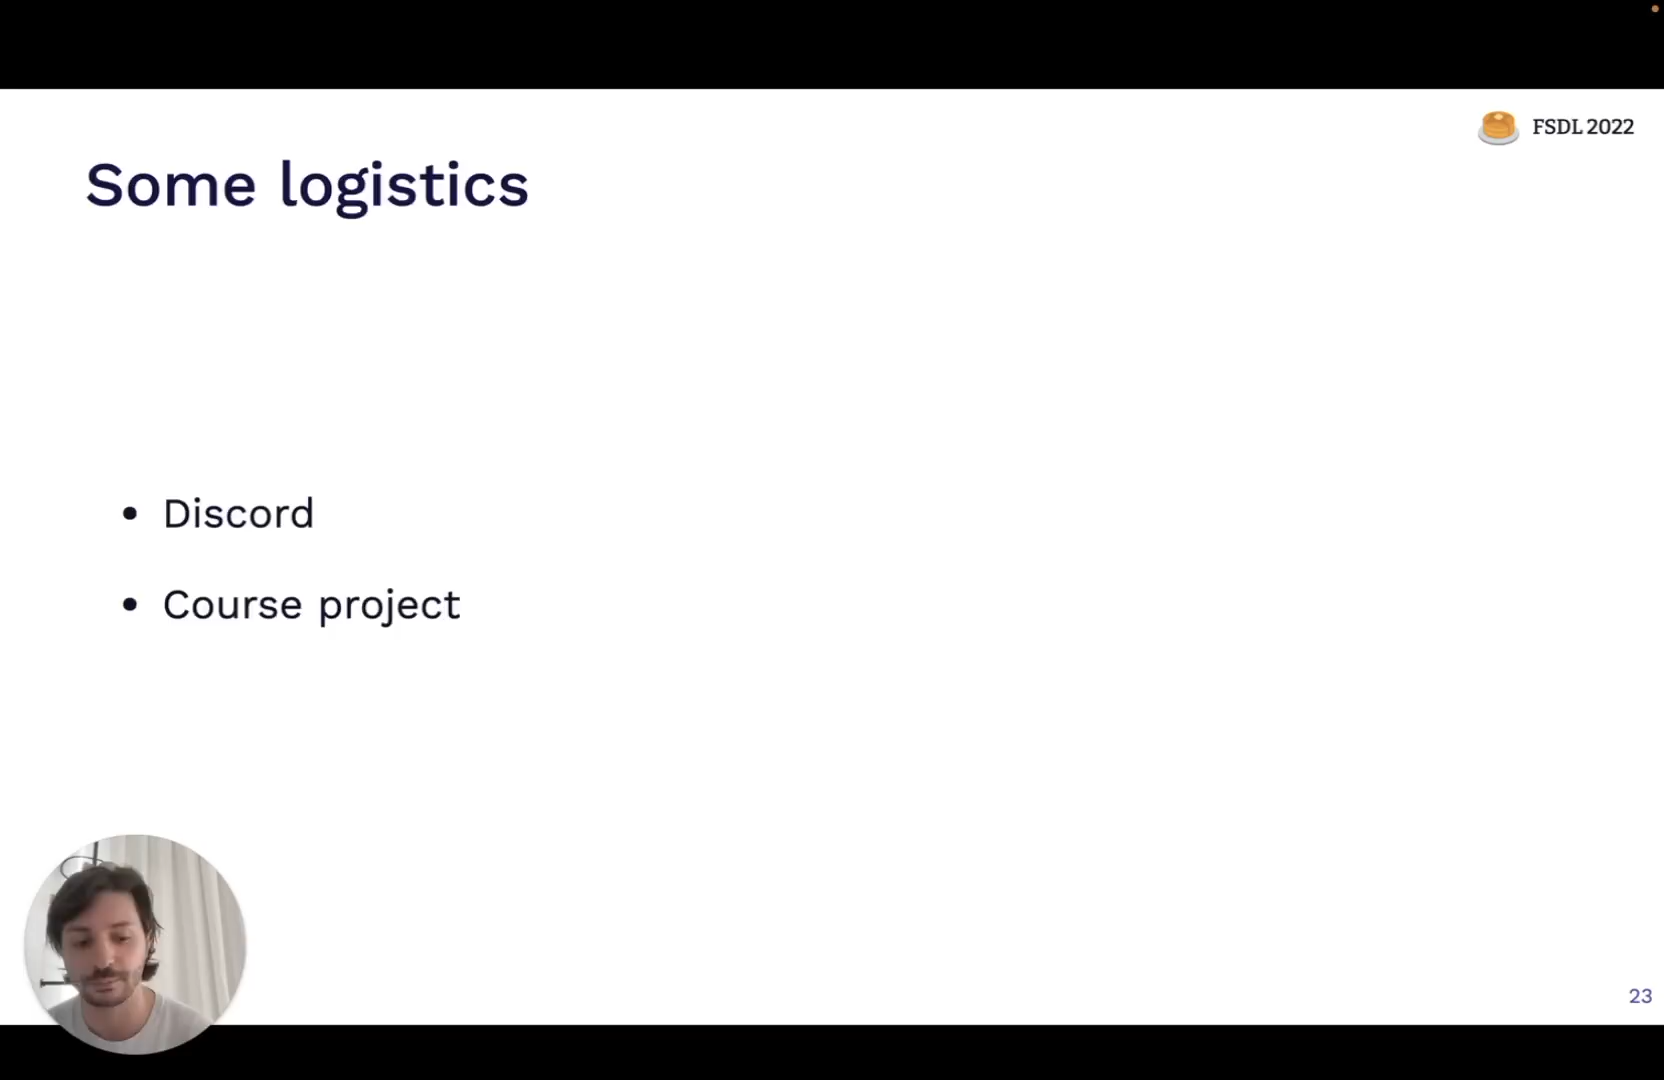 FSDL 2022
Some logistics
• Discord
• Course project
23